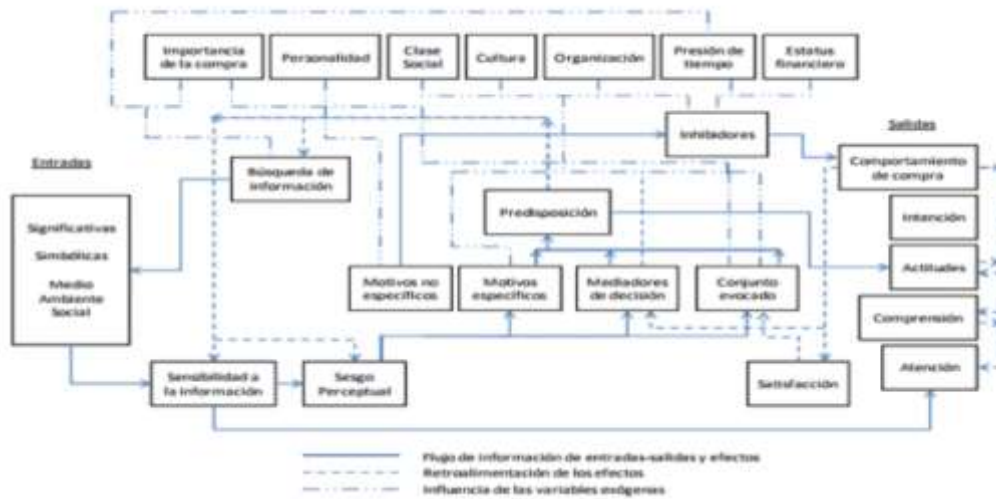 Importancia
de la compra
Personalidad
Clase
Social
Cultura
Organización
Presión de
tiempo
Estatus
financiero
Inhibidores
Salidas
Entradas
Búsqueda de
información
Comportamiento
de compra
Significativas
Simbólicas
Medio
Ambiente
Social
Predisposición
Intención
Motivos no
específicos
Motivos
específicos
Mediadores
de decisión
Conjunto
evocado
Actitudes
Comprensión
Sensibilidad a
la información
Sesgo
Perceptual
Satisfacción
Atención
Flujo de información de entradas-salidas y efectos
Retroalimentación de los efectos
Influencia de las variables exógenas